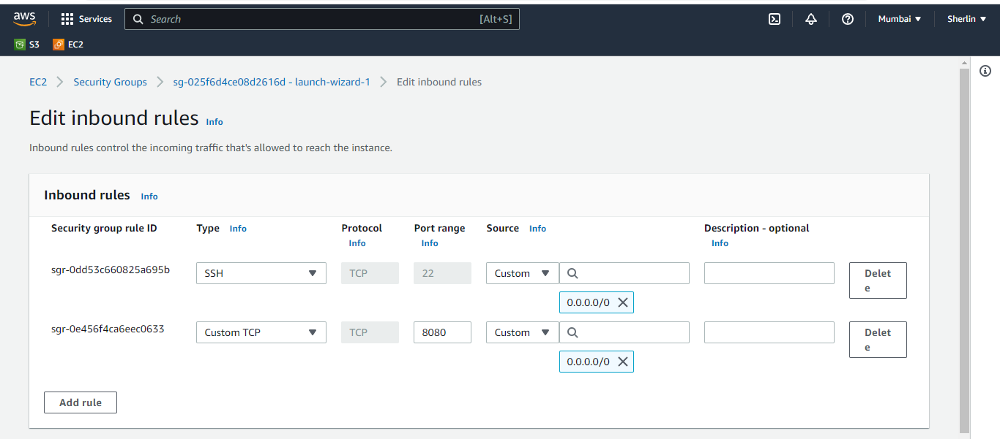 aws Services Search [Alt+S] Mumbai Sherlin
S3 EC2
EC2 Security Groups sg-025f6d4ce08d2616d - launch-wizard-1 Edit inbound rules
Edit inbound rules Info
Inbound rules control the incoming traffic that's allowed to reach the instance.
Inbound rules Info
Security group rule ID Type Info Protocol Port range Source Info Description - optional
Info Info Info
sgr-0dd53c660825a695b SSH TCP 22 Custom Delet
e
0.0.0.0/0
sgr-0e456f4ca6eec0633 Custom TCP TCP 8080 Custom Delet
e
0.0.0.0/0
Add rule